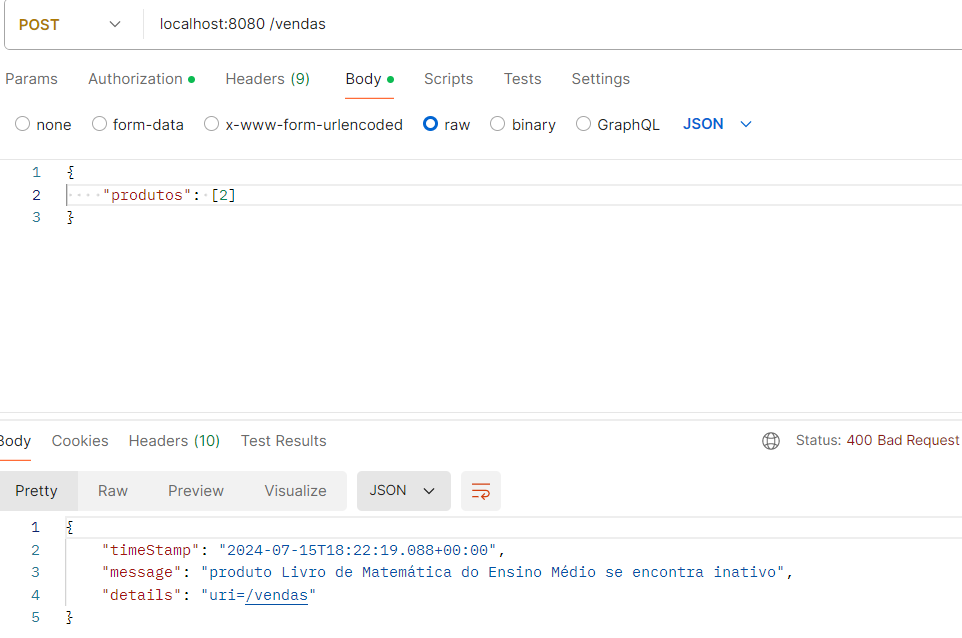 POST localhost:8080 /vendas
Params Authorization Headers (9) Body Scripts Tests Settings
none form-data x-www-form-urlencoded raw binary GraphQL JSON
1 {
2 "produtos": [2]
3 }
Body Cookies Headers (10) Test Results Status: 400 Bad Request
Pretty Raw Preview Visualize JSON
1 {
2 "timeStamp": "2024-07-15T18:22:19.088+00:00",
3 "message": "produto Livro de Matemática do Ensino Médio se encontra inativo",
4 "details": "uri=/vendas"
5 }